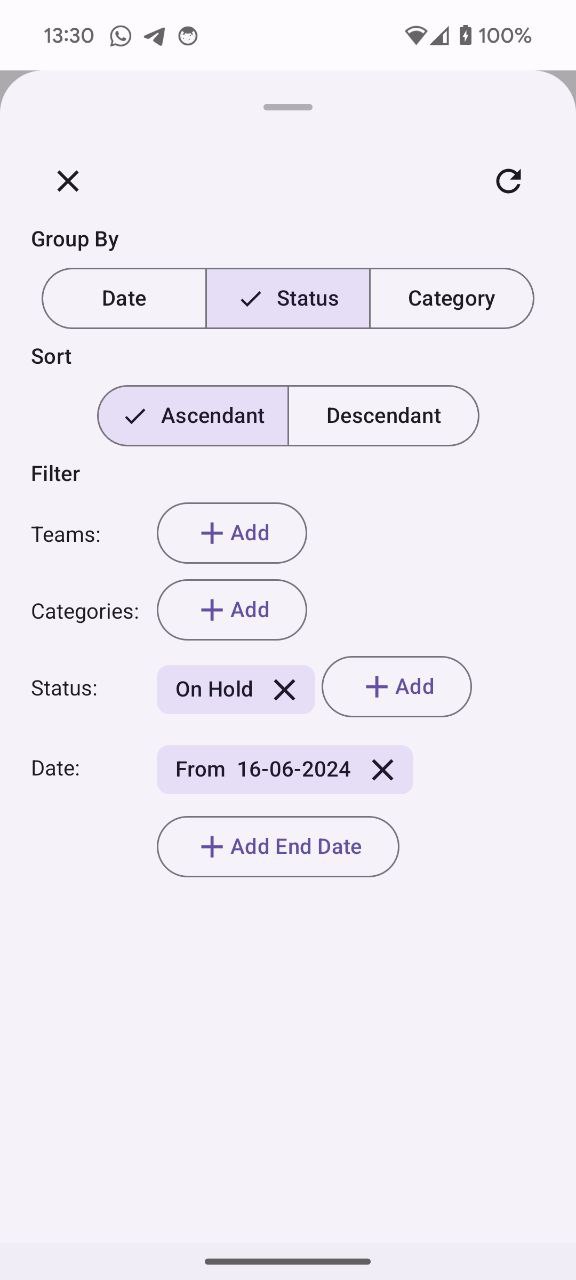 13:30 100%
Group By
Date Status Category
Sort
Ascendant Descendant
Filter
Teams: Add
Categories: Add
Status: On Hold Add
Date: From 16-06-2024
Add End Date